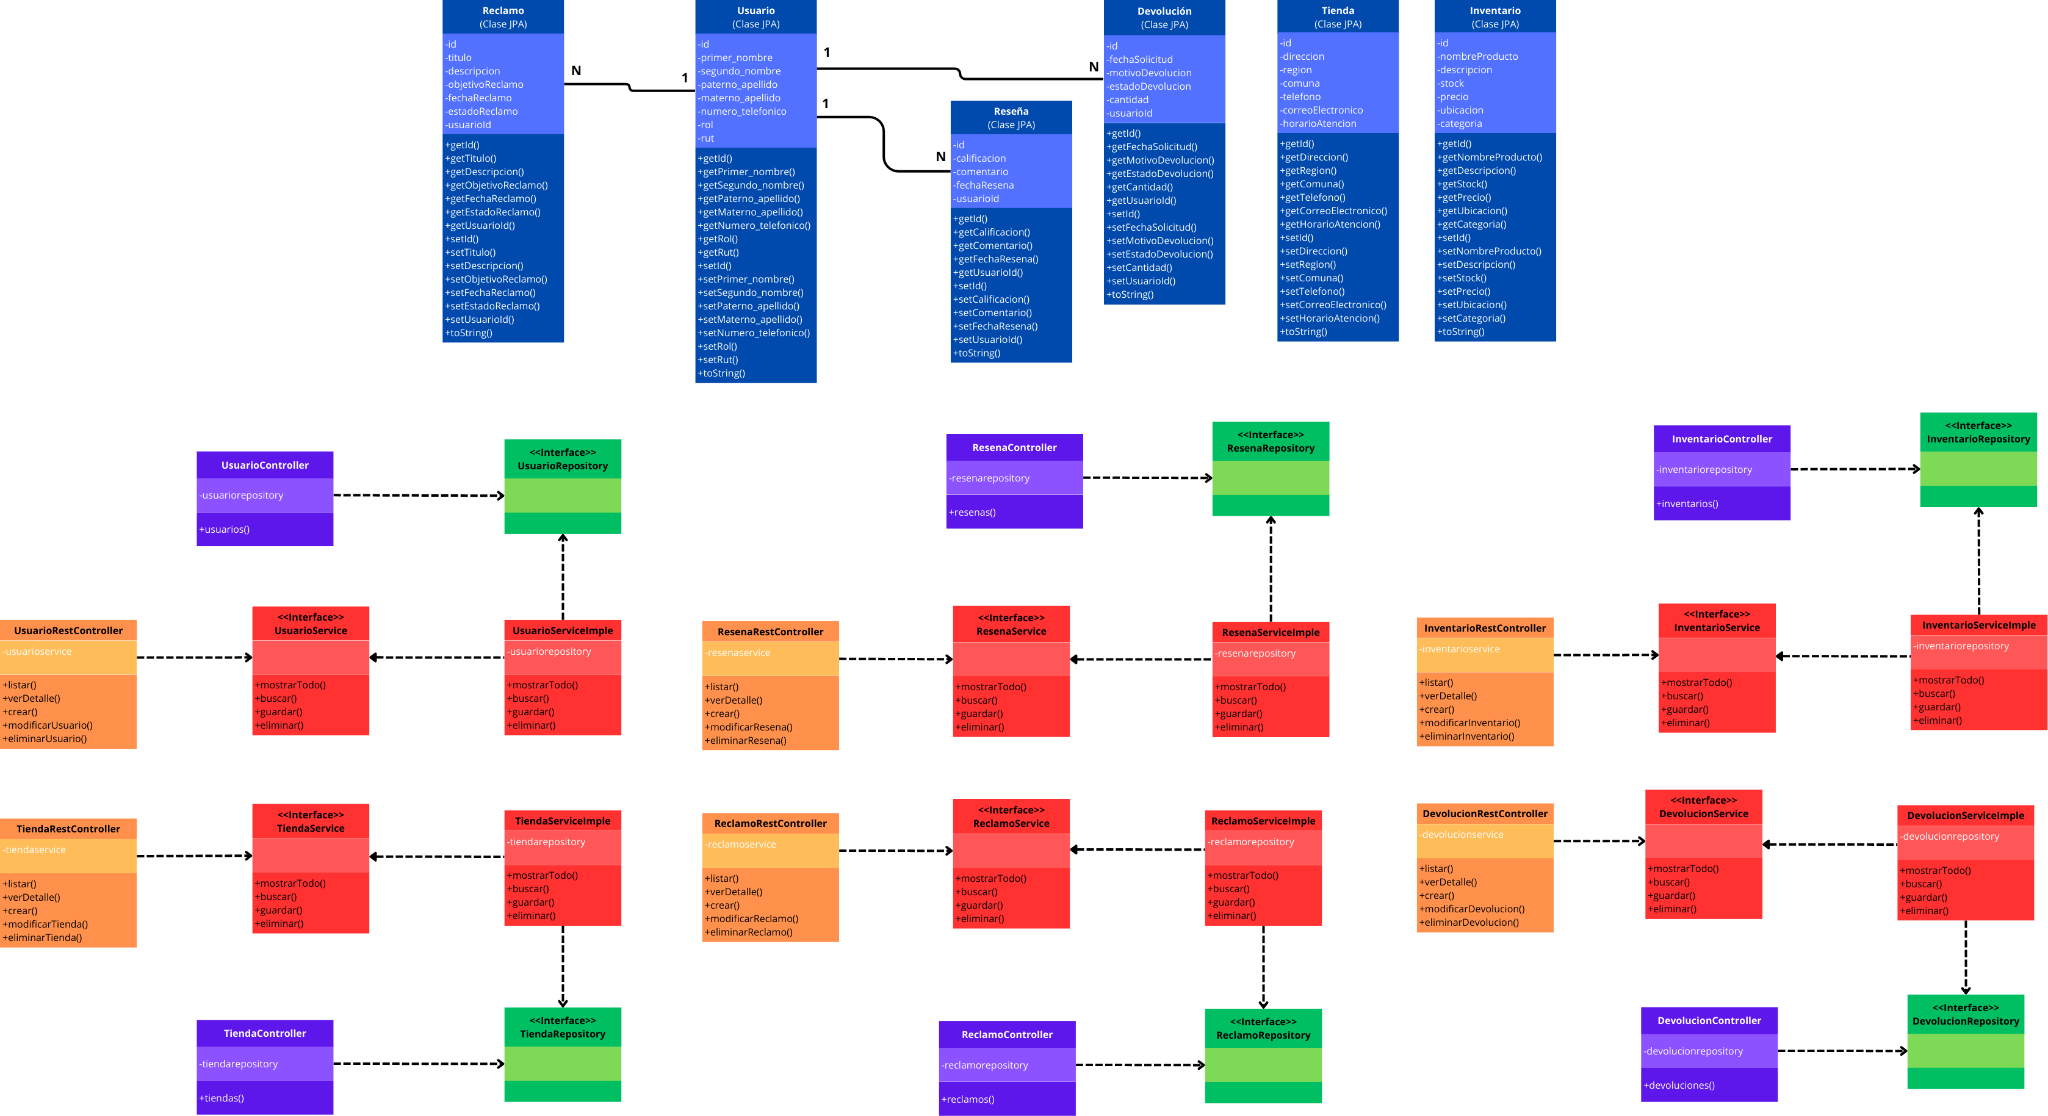 Reclamo
(Clase JPA)
-id
-titulo
-descripcion
-objetivoReclamo
-fechaReclamo
-estadoReclamo
-usuarioId
+getId()
+getTitulo()
+getDescripcion()
+getObjetivoReclamo()
+getFechaReclamo()
+getEstadoReclamo()
+getUsuarioId()
+setId()
+setTitulo()
+setDescripcion()
+setObjetivoReclamo()
+setFechaReclamo()
+setEstadoReclamo()
+setUsuarioId()
+toString()
N
1
Usuario
(Clase JPA)
-id
-primer_nombre
-segundo_nombre
-paterno_apellido
-materno_apellido
-numero_telefonico
-rol
-rut
+getId()
+getPrimer_nombre()
+getSegundo_nombre()
+getPaterno_apellido()
+getMaterno_apellido()
+getNumero_telefonico()
+getRol()
+getRut()
+setId()
+setPrimer_nombre()
+setSegundo_nombre()
+setPaterno_apellido()
+setMaterno_apellido()
+setNumero_telefonico()
+setRol()
+setRut()
+toString()
1
N
1
N
Reseña
(Clase JPA)
-id
-calificacion
-comentario
-fechaResena
-usuarioId
+getId()
+getCalificacion()
+getComentario()
+getFechaResena()
+getUsuarioId()
+setId()
+setCalificacion()
+setComentario()
+setFechaResena()
+setUsuarioId()
+toString()
Devolución
(Clase JPA)
-id
-fechaSolicitud
-motivoDevolucion
-estadoDevolucion
-cantidad
-usuarioId
+getId()
+getFechaSolicitud()
+getMotivoDevolucion()
+getEstadoDevolucion()
+getCantidad()
+getUsuarioId()
+setId()
+setFechaSolicitud()
+setMotivoDevolucion()
+setEstadoDevolucion()
+setCantidad()
+setUsuarioId()
+toString()
Tienda
(Clase JPA)
-id
-direccion
-region
-comuna
-telefono
-correoElectronico
-horarioAtencion
+getId()
+getDireccion()
+getRegion()
+getComuna()
+getTelefono()
+getCorreoElectronico()
+getHorarioAtencion()
+setId()
+setDireccion()
+setRegion()
+setComuna()
+setTelefono()
+setCorreoElectronico()
+setHorarioAtencion()
+toString()
Inventario
(Clase JPA)
-id
-nombreProducto
-descripcion
-stock
-precio
-ubicacion
-categoria
+getId()
+getNombreProducto()
+getDescripcion()
+getStock()
+getPrecio()
+getUbicacion()
+getCategoria()
+setId()
+setNombreProducto()
+setDescripcion()
+setStock()
+setPrecio()
+setUbicacion()
+setCategoria()
+toString()
UsuarioController
-usuariorepository
+usuarios()
<<Interface>>
UsuarioRepository
ResenaController
-resenarepository
+resenas()
<<Interface>>
ResenaRepository
InventarioController
-inventariorepository
+inventarios()
<<Interface>>
InventarioRepository
UsuarioRestController
-usuarioservice
+listar()
+verDetalle()
+crear()
+modificarUsuario()
+eliminarUsuario()
<<Interface>>
UsuarioService
+mostrarTodo()
+buscar()
+guardar()
+eliminar()
UsuarioServiceImple
-usuariorepository
+mostrarTodo()
+buscar()
+guardar()
+eliminar()
ResenaRestController
-resenaservice
+listar()
+verDetalle()
+crear()
+modificarResena()
+eliminarResena()
<<Interface>>
ResenaService
+mostrarTodo()
+buscar()
+guardar()
+eliminar()
ResenaServiceImple
-resenarepository
+mostrarTodo()
+buscar()
+guardar()
+eliminar()
InventarioRestController
-inventarioservice
+listar()
+verDetalle()
+crear()
+modificarInventario()
+eliminarInventario()
<<Interface>>
InventarioService
+mostrarTodo()
+buscar()
+guardar()
+eliminar()
InventarioServiceImple
-inventariorepository
+mostrarTodo()
+buscar()
+guardar()
+eliminar()
TiendaRestController
-tiendaservice
+listar()
+verDetalle()
+crear()
+modificarTienda()
+eliminarTienda()
<<Interface>>
TiendaService
+mostrarTodo()
+buscar()
+guardar()
+eliminar()
TiendaServiceImple
-tiendarepository
+mostrarTodo()
+buscar()
+guardar()
+eliminar()
ReclamoRestController
-reclamoservice
+listar()
+verDetalle()
+crear()
+modificarReclamo()
+eliminarReclamo()
<<Interface>>
ReclamoService
+mostrarTodo()
+buscar()
+guardar()
+eliminar()
ReclamoServiceImple
-reclamorepository
+mostrarTodo()
+buscar()
+guardar()
+eliminar()
DevolucionRestController
-devolucionservice
+listar()
+verDetalle()
+crear()
+modificarDevolucion()
+eliminarDevolucion()
<<Interface>>
DevolucionService
+mostrarTodo()
+buscar()
+guardar()
+eliminar()
DevolucionServiceImple
-devolucionrepository
+mostrarTodo()
+buscar()
+guardar()
+eliminar()
TiendaController
-tiendarepository
+tiendas()
<<Interface>>
TiendaRepository
ReclamoController
-reclamorepository
+reclamos()
<<Interface>>
ReclamoRepository
DevolucionController
-devolucionrepository
+devoluciones()
<<Interface>>
DevolucionRepository